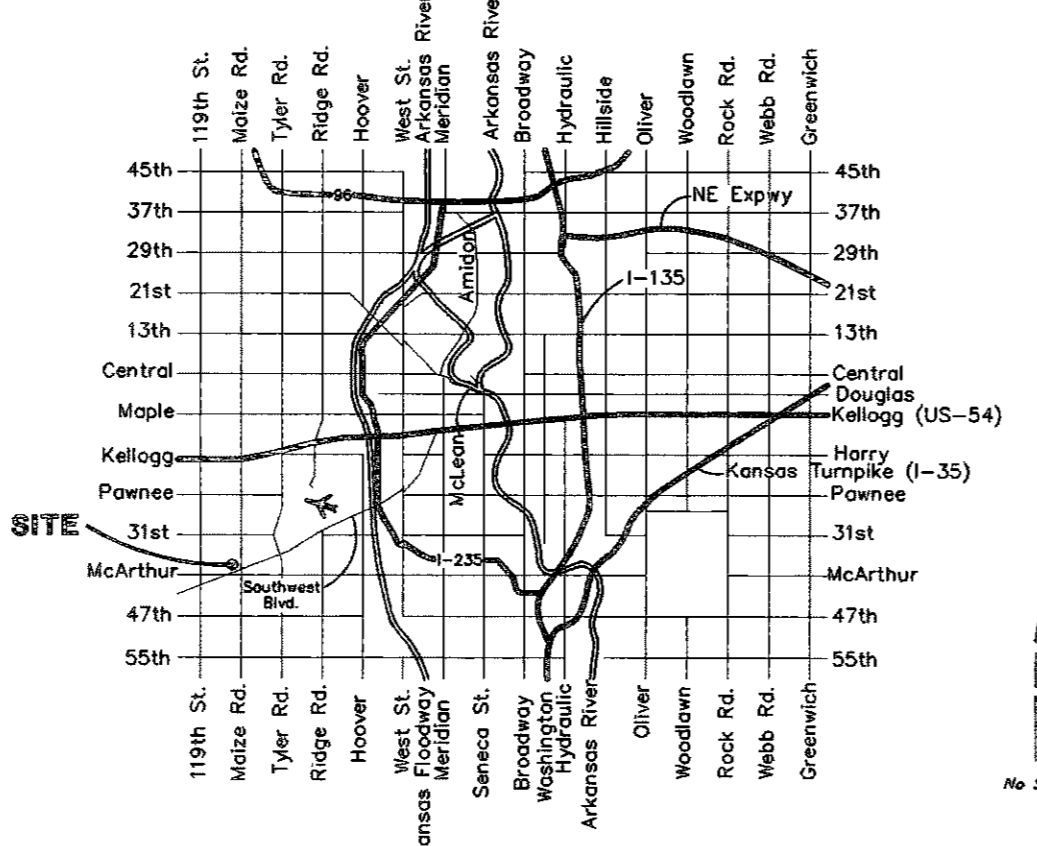 119th St.
Maize Rd.
Tyler Rd.
Ridge Rd.
Hoover
West St.
Arkansas River
Meridian
Arkansas River
Broadway
Hydraulic
Hillside
Oliver
Woodlawn
Rock Rd.
Webb Rd.
Greenwich
45th
37th
29th
21st
13th
Central
Maple
Kellogg
Pawnee
31st
McArthur
47th
55th
SITE
96
Amidon
McLean
I-135
NE Expwy
I-235
Southwest
Blvd.
45th
37th
29th
21st
13th
Central
Douglas
Kellogg (US-54)
Harry
Kansas Turnpike (I-35)
Pawnee
31st
McArthur
47th
55th
119th St.
Maize Rd.
Tyler Rd.
Ridge Rd.
Hoover
West St.
ansas Floodway
Meridian
Seneca St.
Broadway
Washington
Hydraulic
Arkansas River
Oliver
Woodlawn
Rock Rd.
Webb Rd.
Greenwich
No